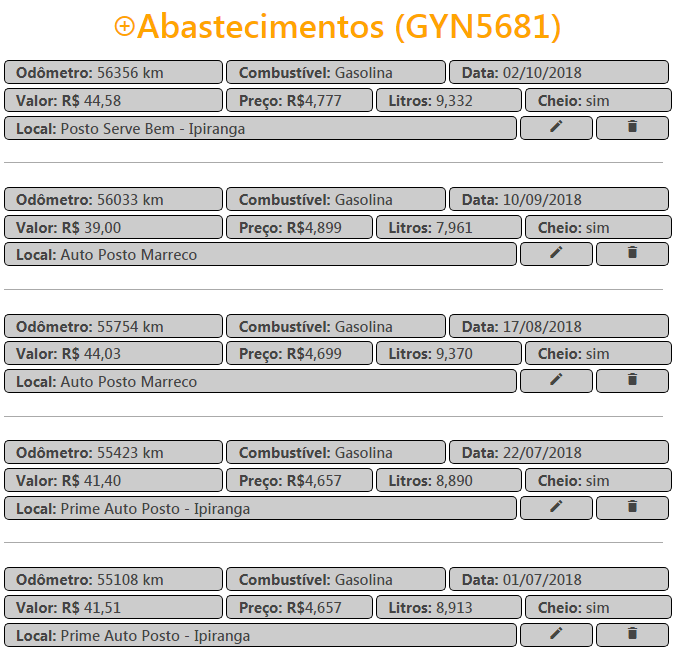 Abastecimentos (GYN5681)
Odômetro: 56356 km Combustível: Gasolina Data: 02/10/2018
Valor: R$ 44,58 Preço: R$4,777 Litros: 9,332 Cheio: sim
Local: Posto Serve Bem - Ipiranga
Odômetro: 56033 km Combustível: Gasolina Data: 10/09/2018
Valor: R$ 39,00 Preço: R$4,899 Litros: 7,961 Cheio: sim
Local: Auto Posto Marreco
Odômetro: 55754 km Combustível: Gasolina Data: 17/08/2018
Valor: R$ 44,03 Preço: R$4,699 Litros: 9,370 Cheio: sim
Local: Auto Posto Marreco
Odômetro: 55423 km Combustível: Gasolina Data: 22/07/2018
Valor: R$ 41,40 Preço: R$4,657 Litros: 8,890 Cheio: sim
Local: Prime Auto Posto - Ipiranga
Odômetro: 55108 km Combustível: Gasolina Data: 01/07/2018
Valor: R$ 41,51 Preço: R$4,657 Litros: 8,913 Cheio: sim
Local: Prime Auto Posto - Ipiranga